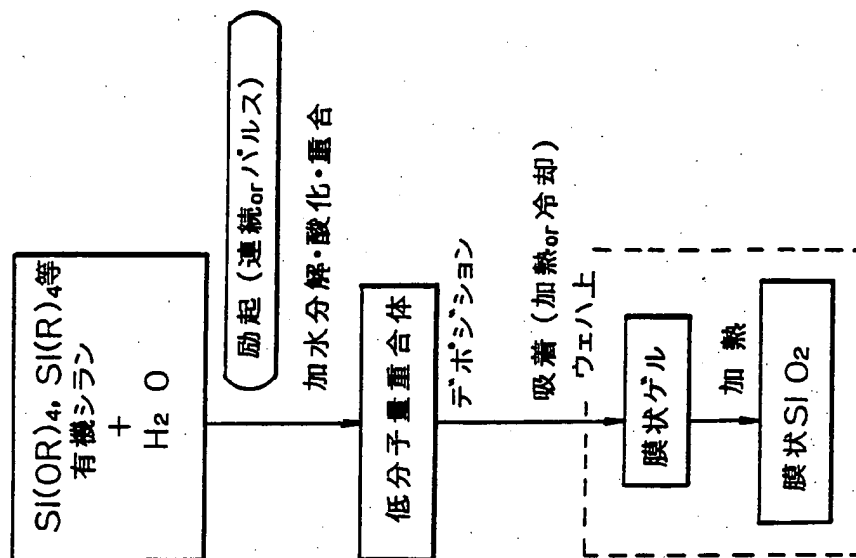 SI(OR)4, SI(R)4等
有機シラン
+
H2 O
励起 (連続orパルス)
加水分解・酸化・重合
低分子量重合体
デポジション
吸着 (加熱or冷却)
ウェハ上
膜状ゲル
加熱
膜状SI O2